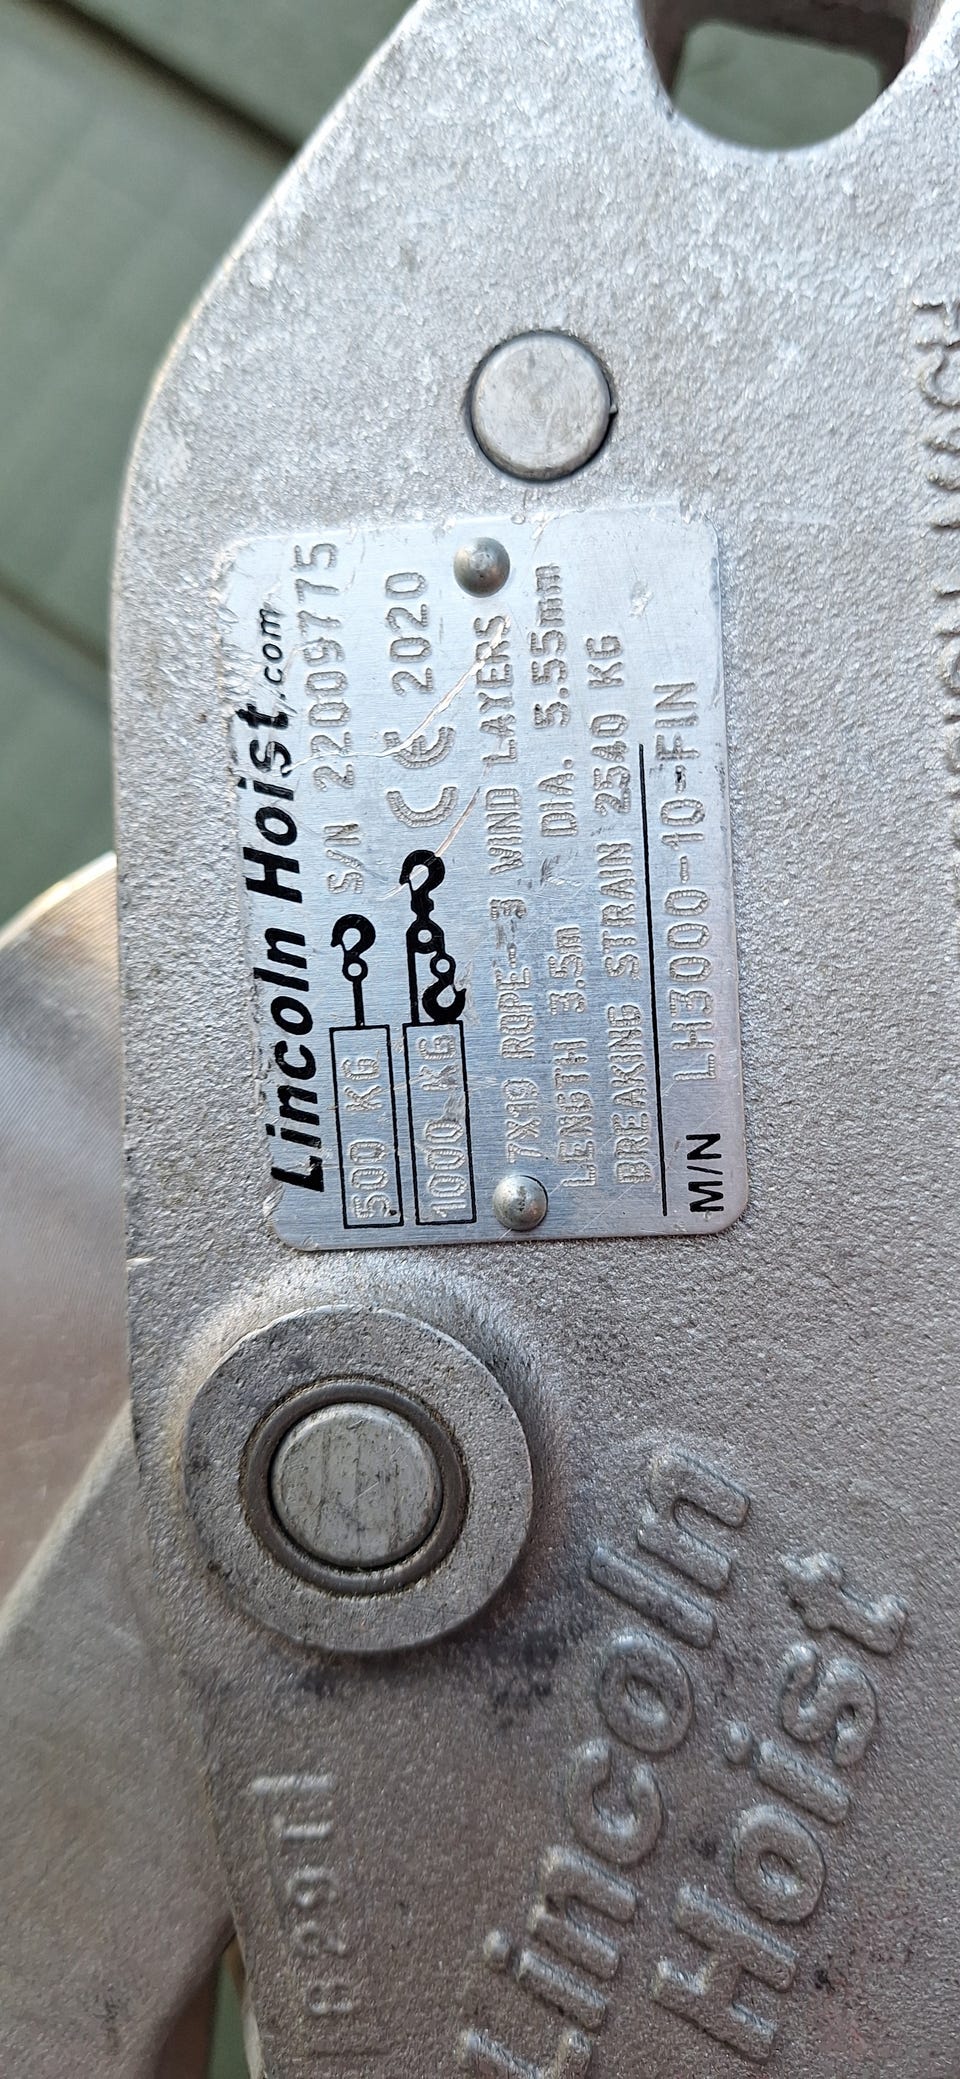 Lincoln Hoist.com
500 KG S/N 22009775
1000 KG CE 2020
7X19 ROPE--3 WIND LAYERS
LENGTH 3.5m DIA. 5.55mm
BREAKING STRAIN 2540 KG
M/N LH3000-10-FIN
Lincoln
Hoist